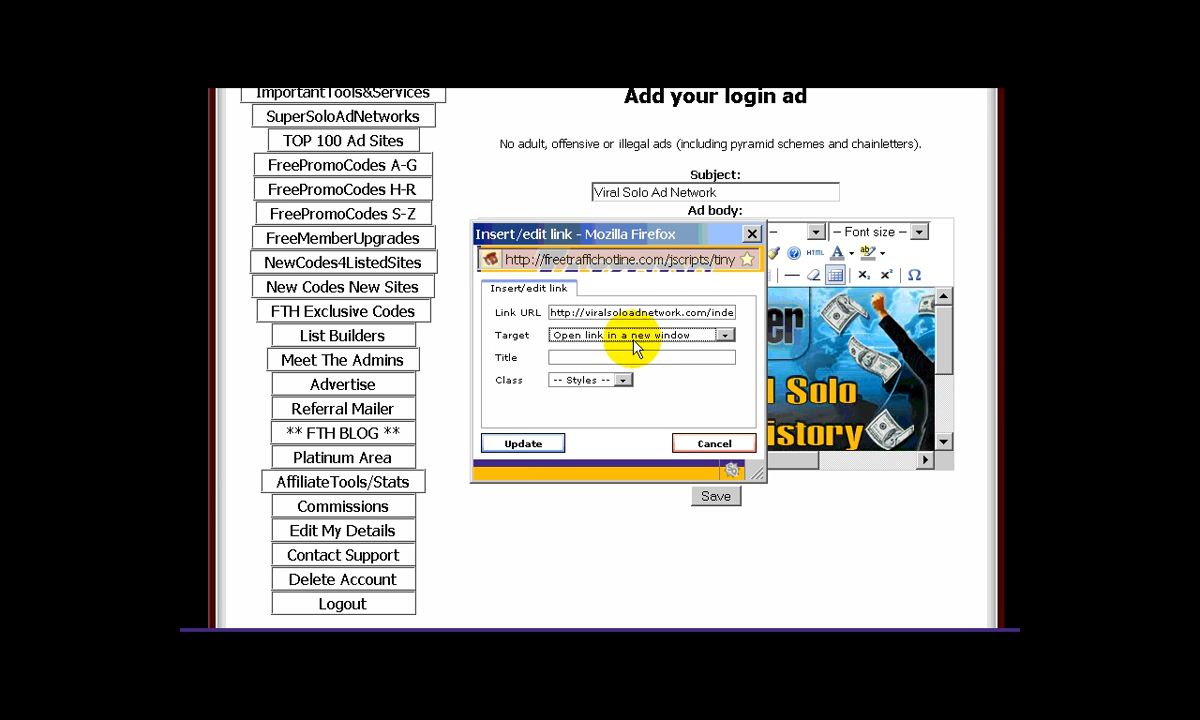 ImportantTools&Services
SuperSoloAdNetworks
TOP 100 Ad Sites
FreePromoCodes A-G
FreePromoCodes H-R
FreePromoCodes S-Z
FreeMemberUpgrades
NewCodes4ListedSites
New Codes New Sites
FTH Exclusive Codes
List Builders
Meet The Admins
Advertise
Referral Mailer
** FTH BLOG **
Platinum Area
AffiliateTools/Stats
Commissions
Edit My Details
Contact Support
Delete Account
Logout
Add your login ad
No adult, offensive or illegal ads (including pyramid schemes and chainletters).
Subject:
Viral Solo Ad Network
Ad body:
-- Font size --
HTML
Insert/edit link - Mozilla Firefox
http://freetraffichotline.com/jscripts/tiny
Insert/edit link
Link URL http://viralsoloadnetwork.com/inde
Target Open link in a new window
Title
Class -- Styles --
Update Cancel
l Solo
istory
Save